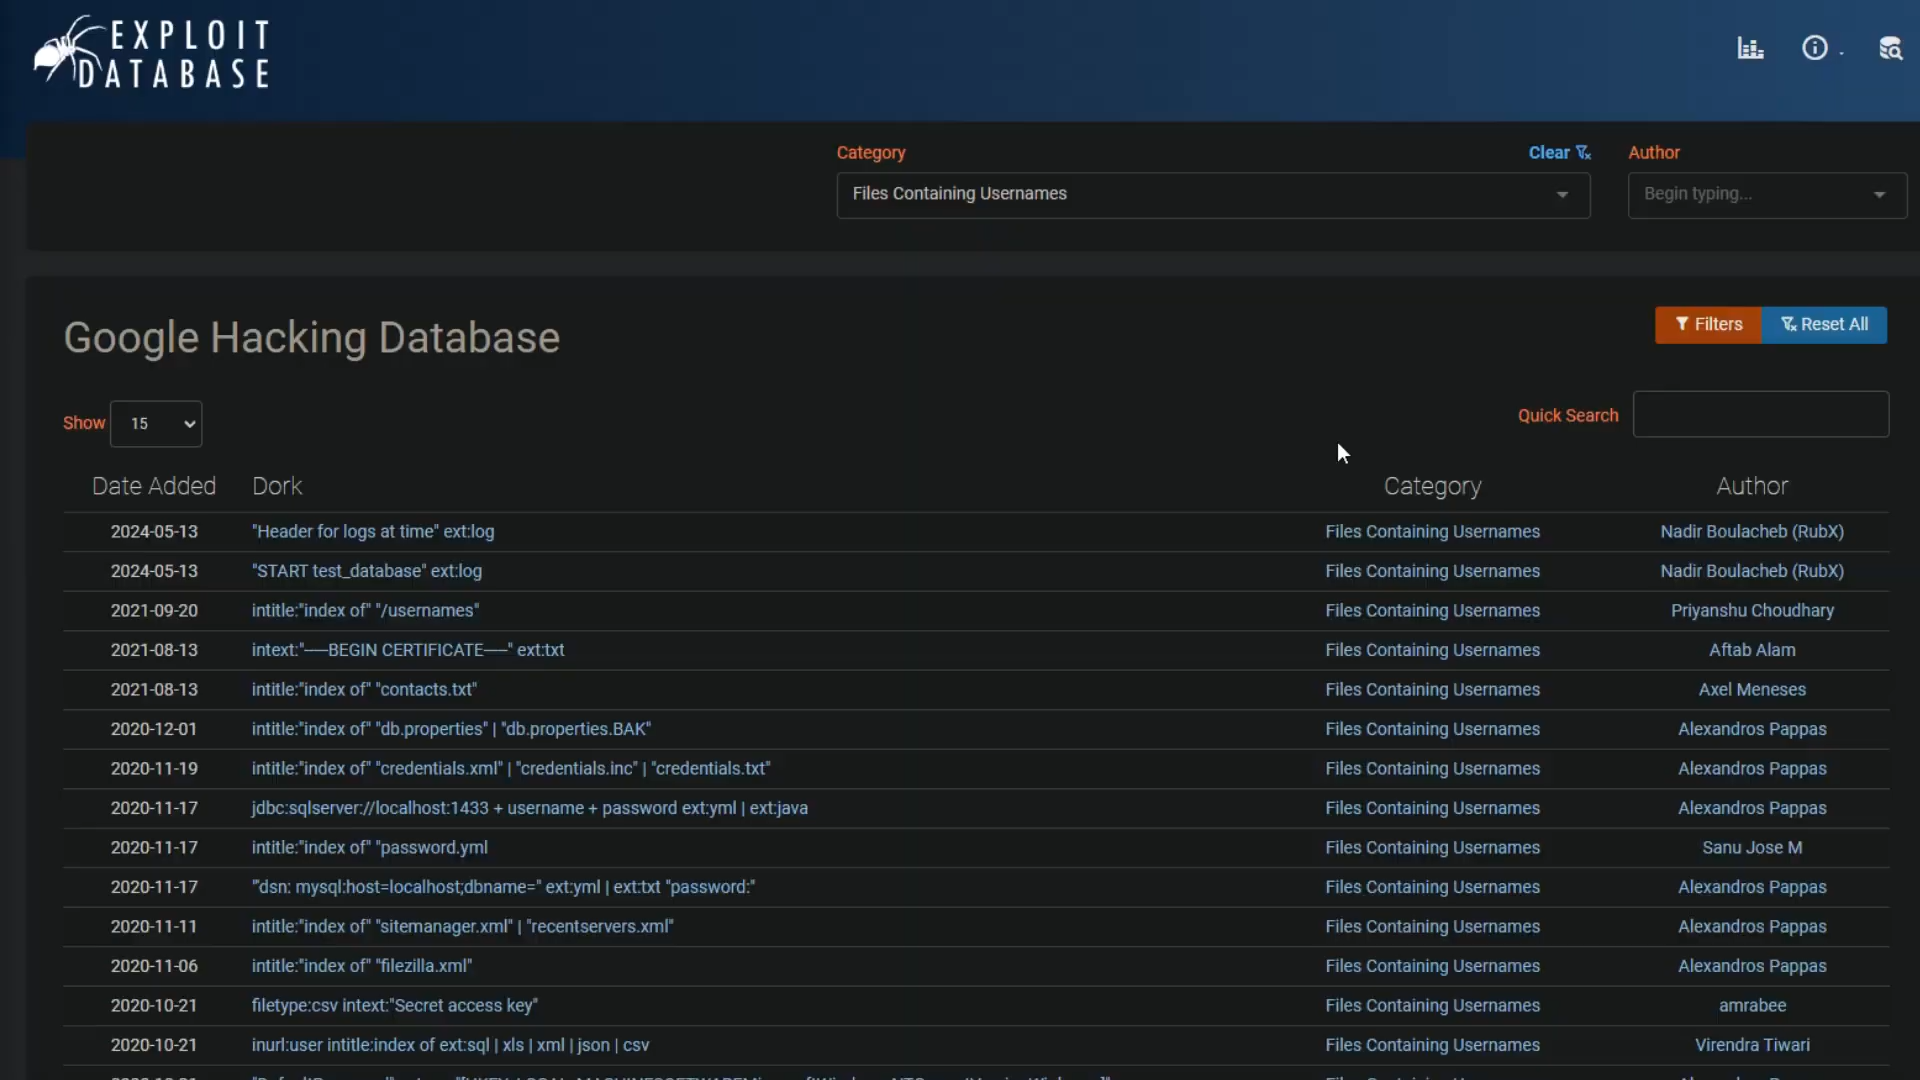 EXPLOIT
DATABASE
Category
Clear
Author
Files Containing Usernames
Begin typing...
Google Hacking Database
Filters
Reset All
Show
15
Quick Search
Date Added Dork Category Author
2024-05-13 "Header for logs at time" ext:log Files Containing Usernames Nadir Boulacheb (RubX)
2024-05-13 "START test_database" ext:log Files Containing Usernames Nadir Boulacheb (RubX)
2021-09-20 intitle:"index of" "/usernames" Files Containing Usernames Priyanshu Choudhary
2021-08-13 intext:"-----BEGIN CERTIFICATE-----" ext:txt Files Containing Usernames Aftab Alam
2021-08-13 intitle:"index of" "contacts.txt" Files Containing Usernames Axel Meneses
2020-12-01 intitle:"index of" "db.properties" | "db.properties.BAK" Files Containing Usernames Alexandros Pappas
2020-11-19 intitle:"index of" "credentials.xml" | "credentials.inc" | "credentials.txt" Files Containing Usernames Alexandros Pappas
2020-11-17 jdbc:sqlserver://localhost:1433 + username + password ext:yml | ext:java Files Containing Usernames Alexandros Pappas
2020-11-17 intitle:"index of" "password.yml Files Containing Usernames Sanu Jose M
2020-11-17 "'dsn: mysql:host=localhost;dbname=" ext:yml | ext:txt "password:" Files Containing Usernames Alexandros Pappas
2020-11-11 intitle:"index of" "sitemanager.xml" | "recentservers.xml" Files Containing Usernames Alexandros Pappas
2020-11-06 intitle:"index of" "filezilla.xml" Files Containing Usernames Alexandros Pappas
2020-10-21 filetype:csv intext:"Secret access key" Files Containing Usernames amrabee
2020-10-21 inurl:user intitle:index of ext:sql | xls | xml | json | csv Files Containing Usernames Virendra Tiwari